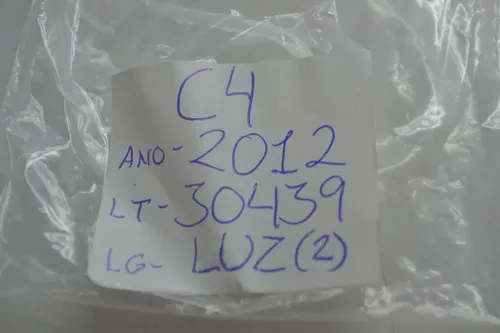 C4
ANO-2012
LT-30439
LG- LUZ(2)